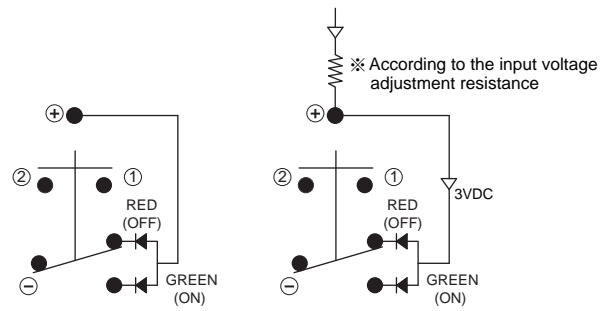 ※ According to the input voltage
adjustment resistance
+
② ①
RED
(OFF)
GREEN
(ON)
−
+
② ①
3VDC
RED
(OFF)
GREEN
(ON)
−